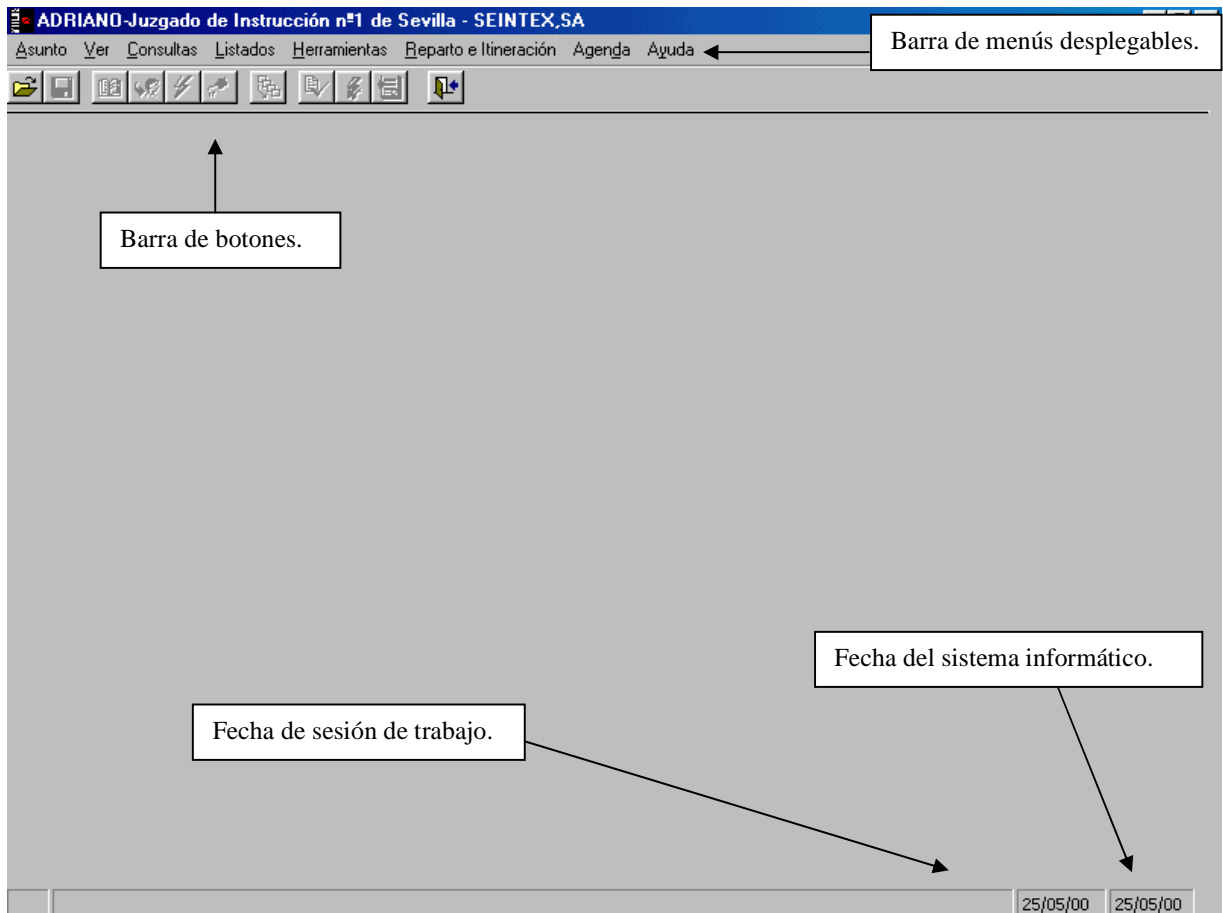 ADRIANO-Juzgado de Instrucción nº1 de Sevilla - SEINTEX,SA
Asunto Ver Consultas Listados Herramientas Reparto e Itineración Agenda Ayuda
Barra de menús desplegables.
Barra de botones.
Fecha del sistema informático.
Fecha de sesión de trabajo.
25/05/00 25/05/00